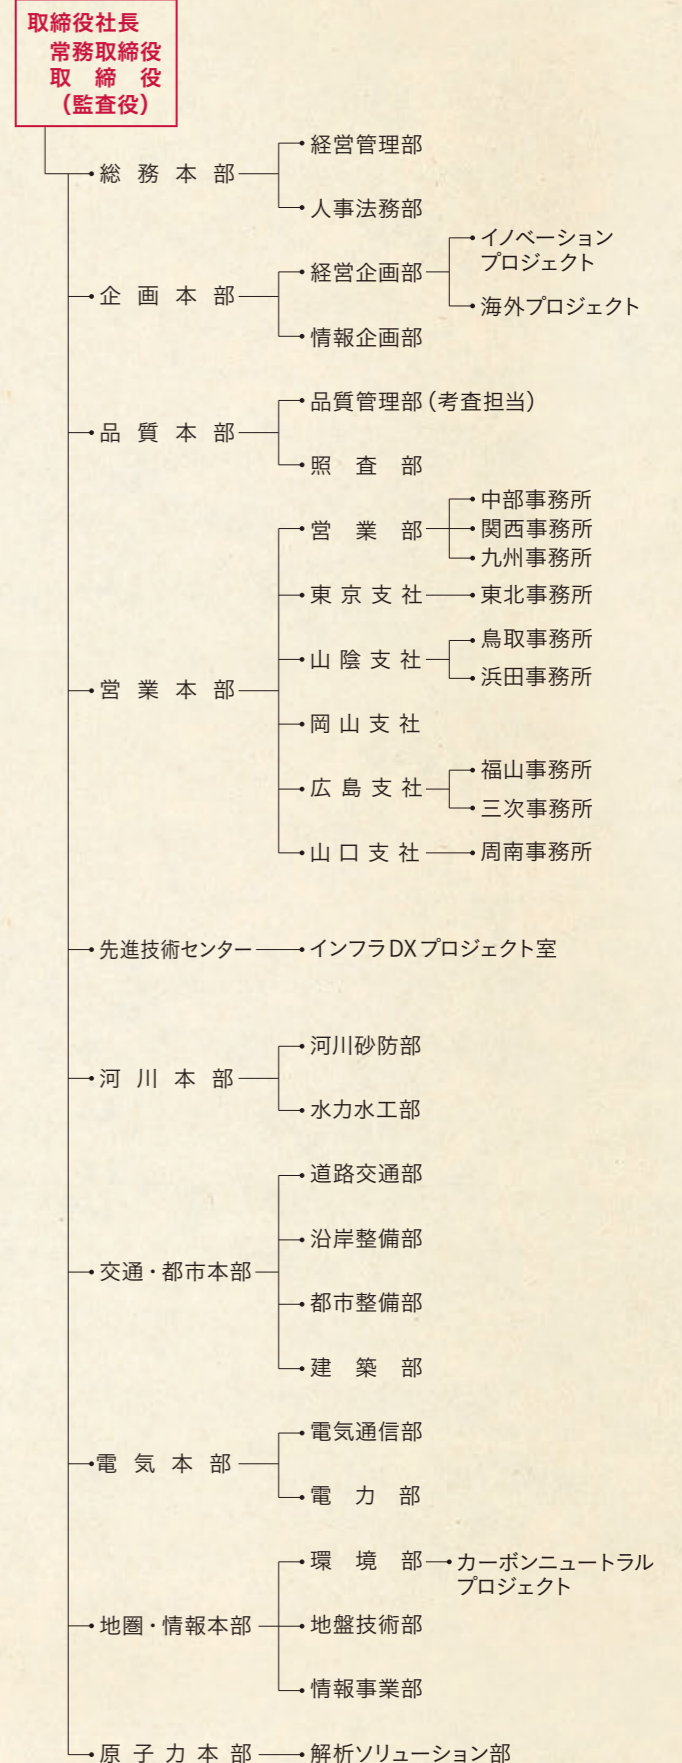 取締役社長
常務取締役
取締役
（監査役）
総務本部
経営管理部
人事法務部
企画本部
経営企画部
イノベーション
プロジェクト
海外プロジェクト
情報企画部
品質本部
品質管理部（考査担当）
照査部
営業本部
営業部
中部事務所
関西事務所
九州事務所
東京支社
東北事務所
山陰支社
鳥取事務所
浜田事務所
岡山支社
広島支社
福山事務所
三次事務所
山口支社
周南事務所
先進技術センター
インフラDXプロジェクト室
河川本部
河川砂防部
水力水工部
交通・都市本部
道路交通部
沿岸整備部
都市整備部
建築部
電気本部
電気通信部
電力部
地圏・情報本部
環境部
カーボンニュートラル
プロジェクト
地盤技術部
情報事業部
原子力本部
解析ソリューション部